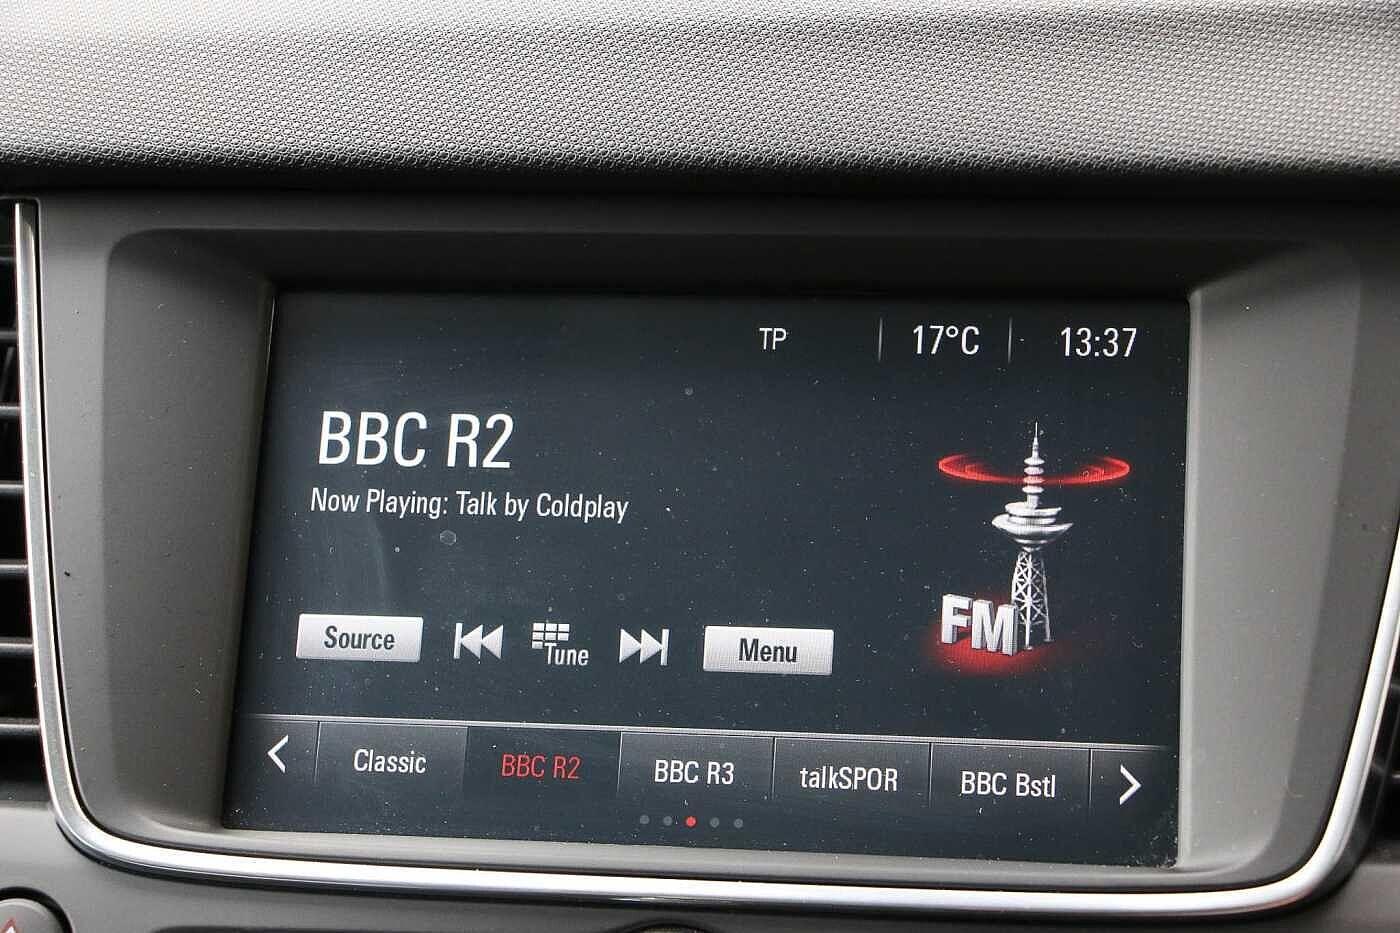 TP 17°C 13:37
BBC R2
Now Playing: Talk by Coldplay
FM
Source Tune Menu
Classic BBC R2 BBC R3 talkSPOR BBC Bstl